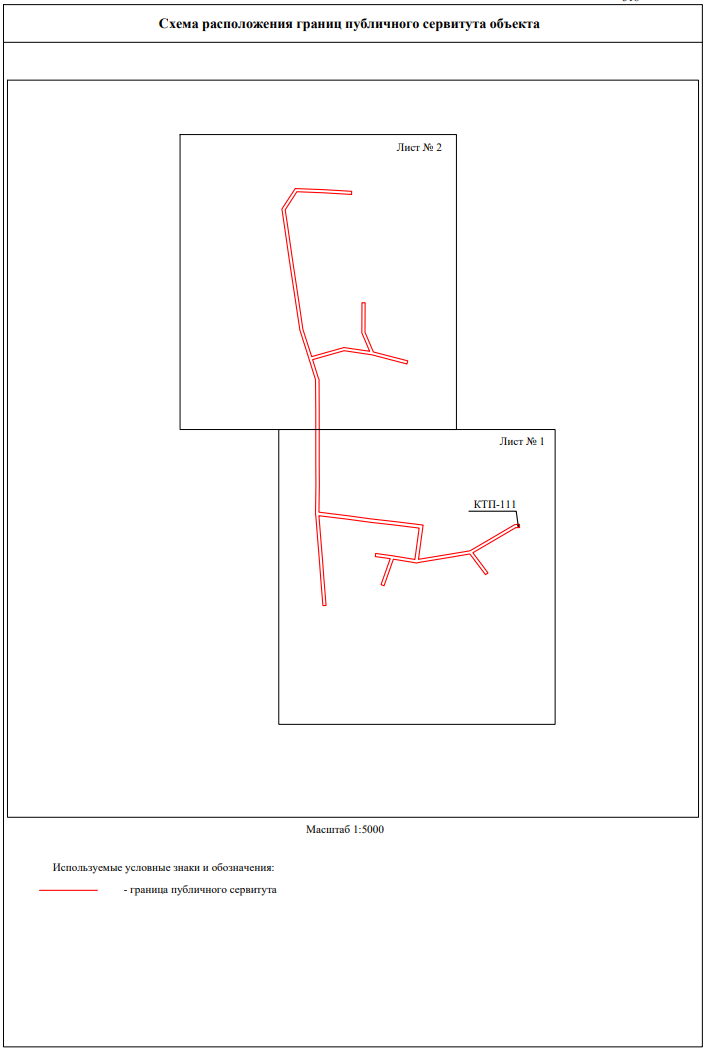 Схема расположения границ публичного сервитута объекта
Лист № 2
Лист № 1
КТП-111
Масштаб 1:5000
Используемые условные знаки и обозначения:
- граница публичного сервитута